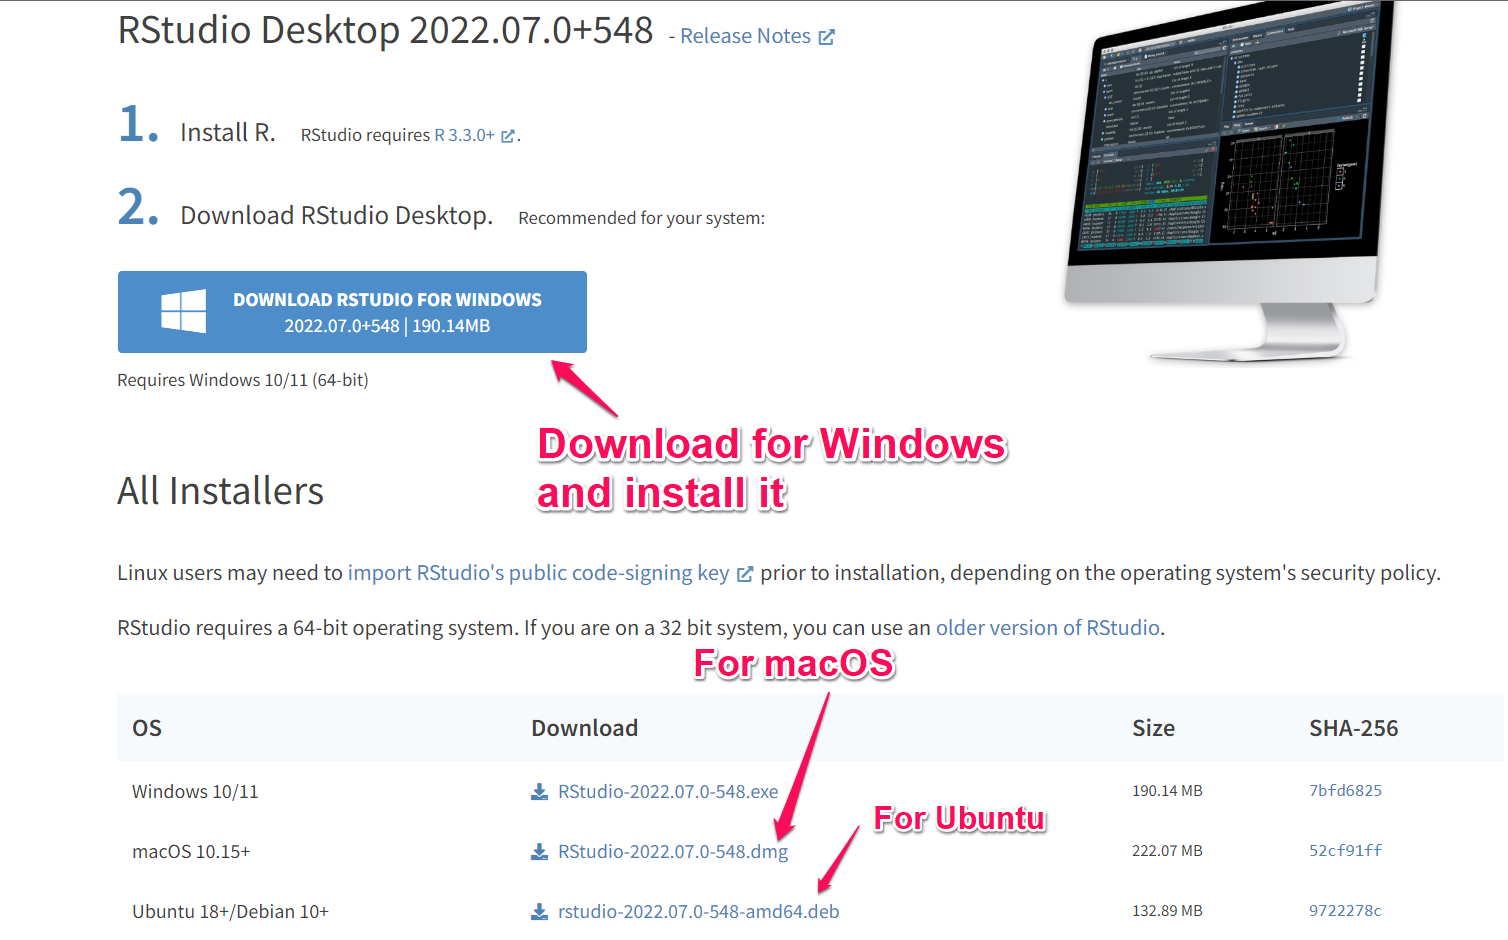 RStudio Desktop 2022.07.0+548 - Release Notes
1. Install R. RStudio requires R 3.3.0+.
2. Download RStudio Desktop. Recommended for your system:
DOWNLOAD RSTUDIO FOR WINDOWS
2022.07.0+548 | 190.14MB
Requires Windows 10/11 (64-bit)
Download for Windows
and install it
All Installers
Linux users may need to import RStudio's public code-signing key prior to installation, depending on the operating system's security policy.
RStudio requires a 64-bit operating system. If you are on a 32 bit system, you can use an older version of RStudio.
For macOS
OS Download Size SHA-256
Windows 10/11 RStudio-2022.07.0-548.exe 190.14 MB 7bfd6825
For Ubuntu
macOS 10.15+ RStudio-2022.07.0-548.dmg 222.07 MB 52cf91ff
Ubuntu 18+/Debian 10+ rstudio-2022.07.0-548-amd64.deb 132.89 MB 9722278c